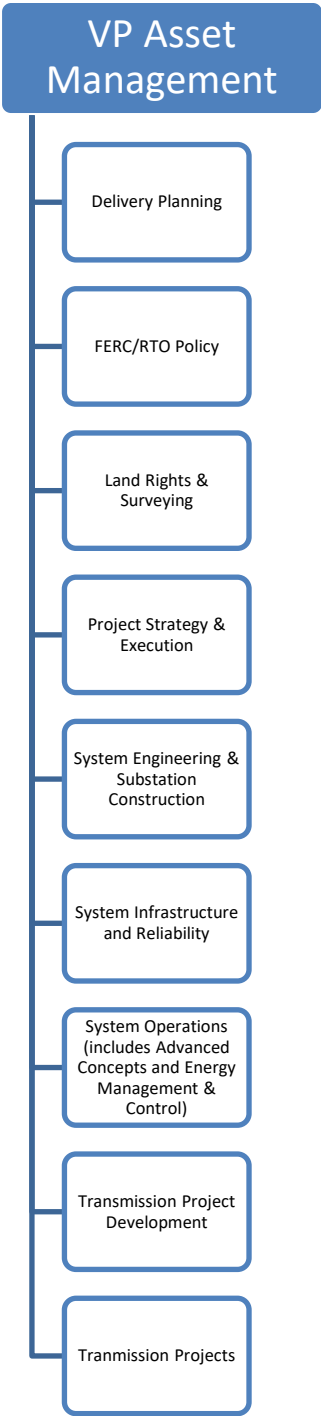 VP Asset
Management
Delivery Planning
FERC/RTO Policy
Land Rights &
Surveying
Project Strategy &
Execution
System Engineering &
Substation
Construction
System Infrastructure
and Reliability
System Operations
(includes Advanced
Concepts and Energy
Management &
Control)
Transmission Project
Development
Tranmission Projects